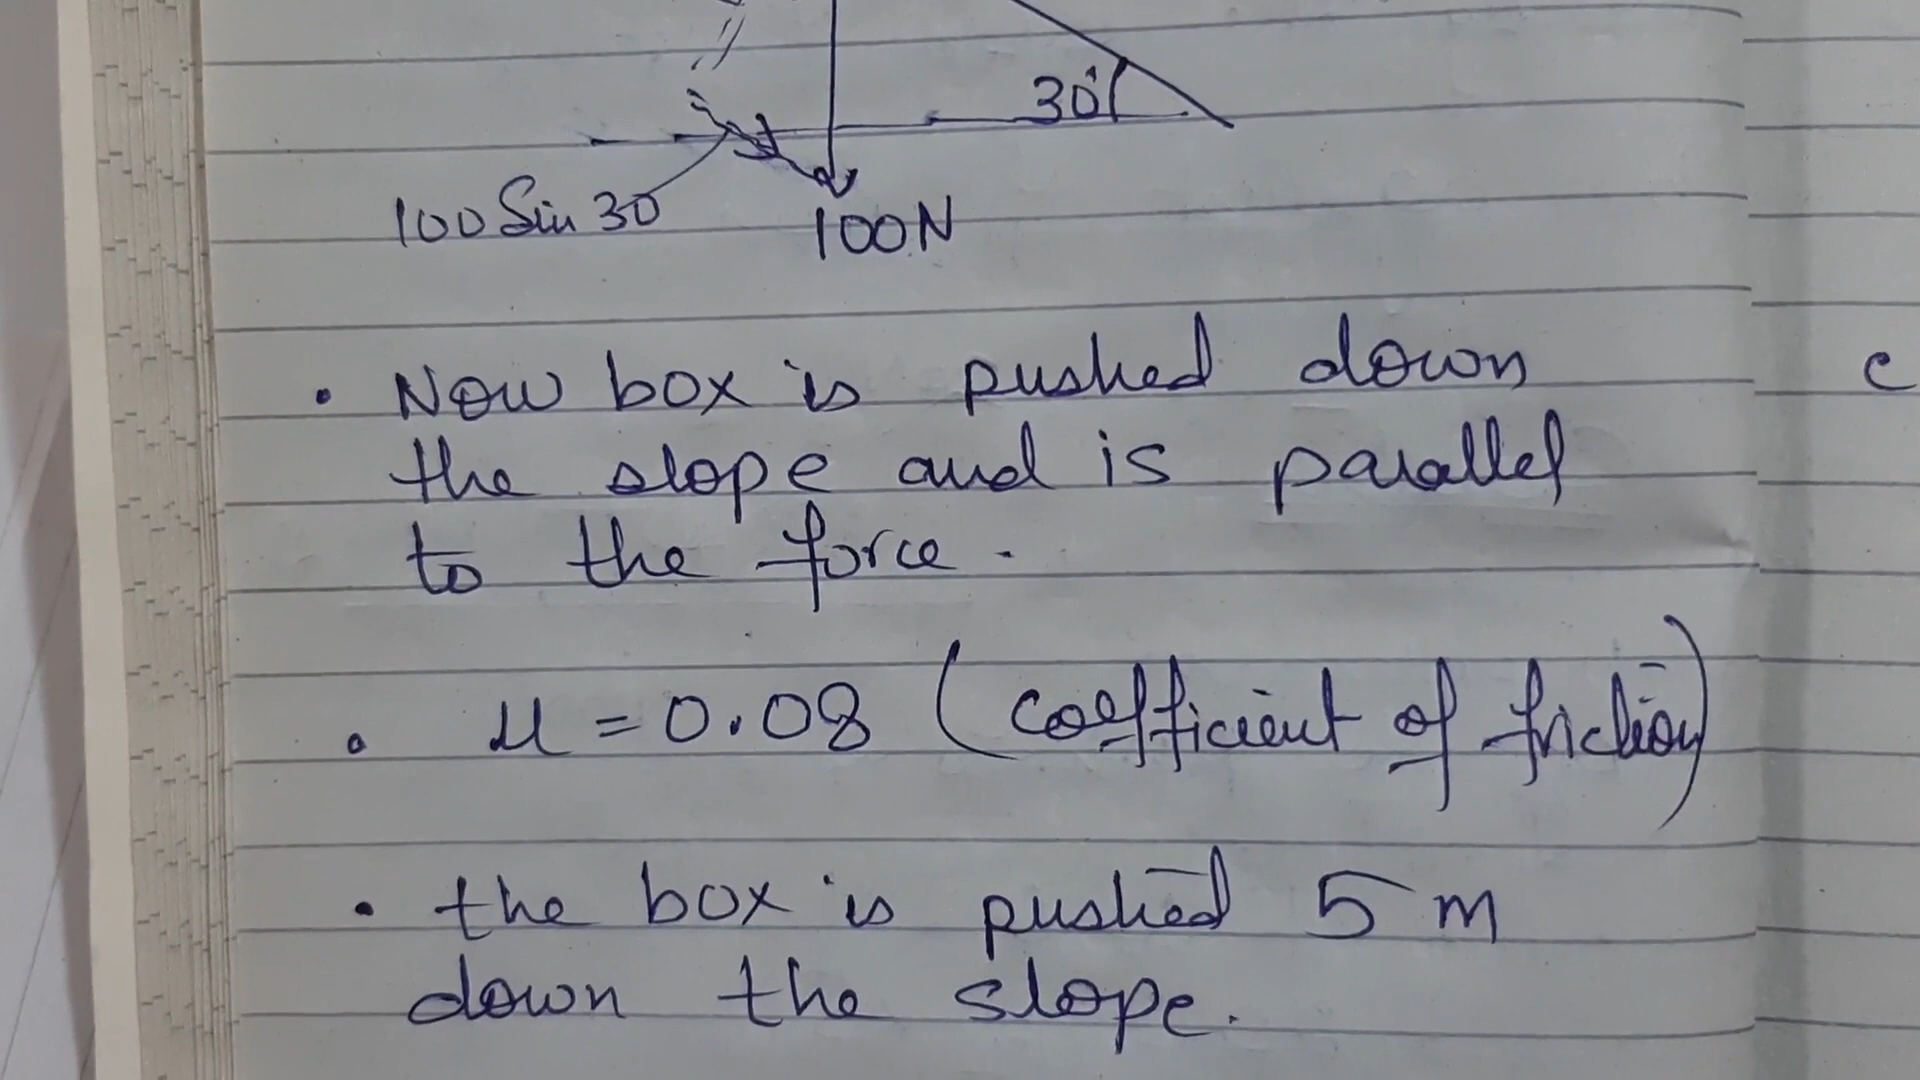 30°
100 Sin 30
100N
• Now box is pushed down
the slope and is parallel
to the force.
• μ = 0.08 (coefficient of friction)
• the box is pushed 5 m
down the slope.